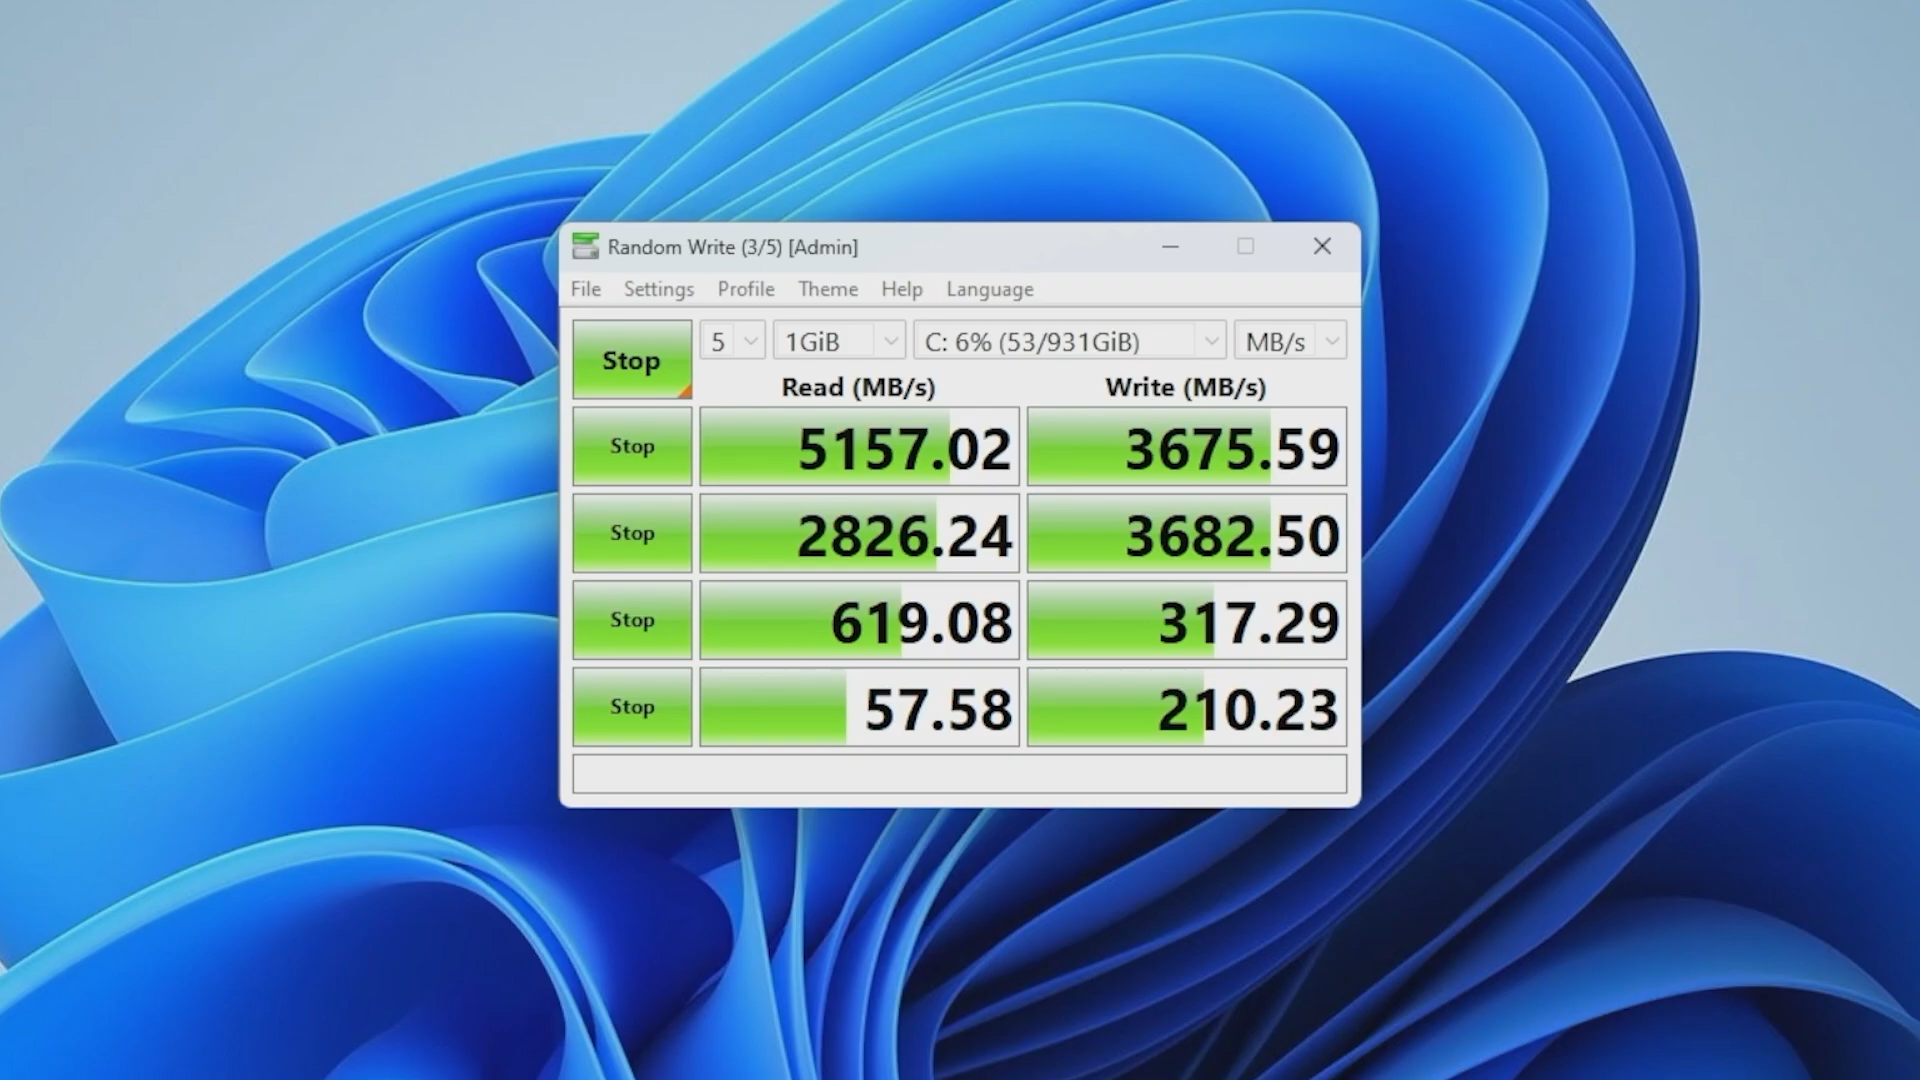 Random Write (3/5) [Admin]
File Settings Profile Theme Help Language
Stop 5 1GiB C: 6% (53/931GiB) MB/s
Read (MB/s) Write (MB/s)
Stop 5157.02 3675.59
Stop 2826.24 3682.50
Stop 619.08 317.29
Stop 57.58 210.23